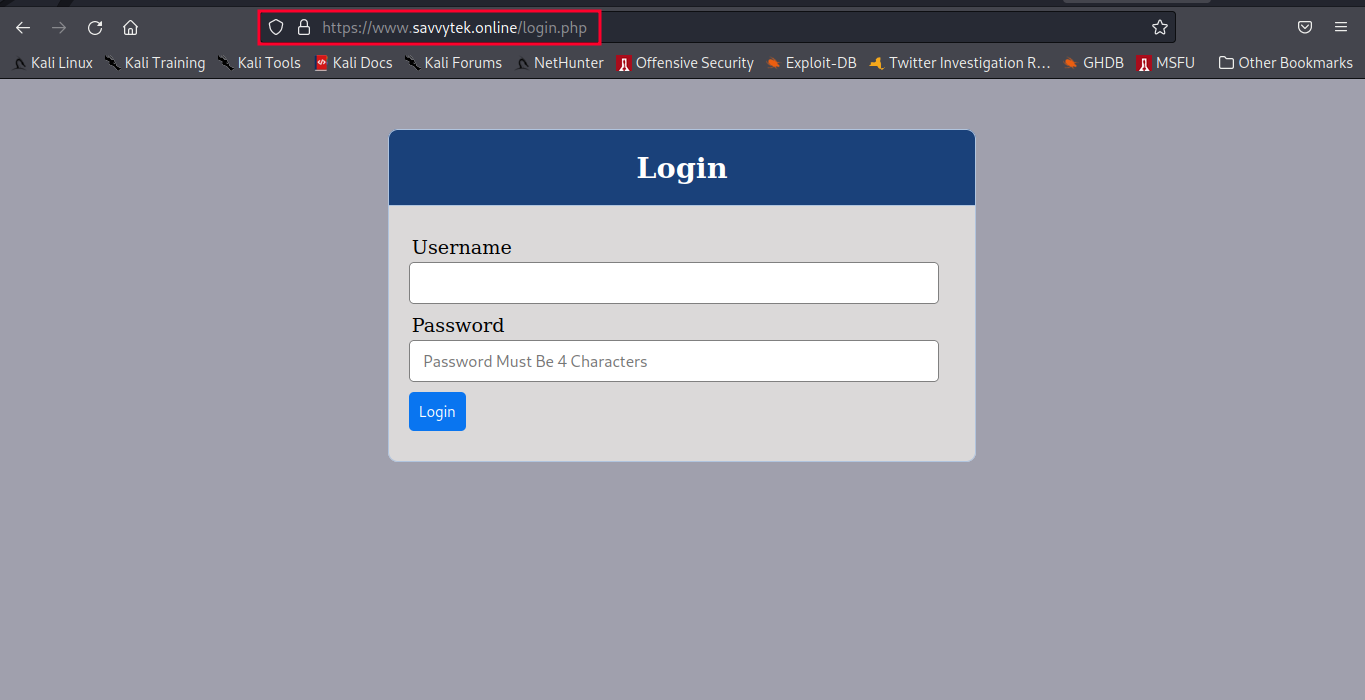 https://www.savvytek.online/login.php
Kali Linux Kali Training Kali Tools Kali Docs Kali Forums NetHunter Offensive Security Exploit-DB Twitter Investigation R... GHDB MSFU Other Bookmarks
Login
Username
Password
Password Must Be 4 Characters
Login